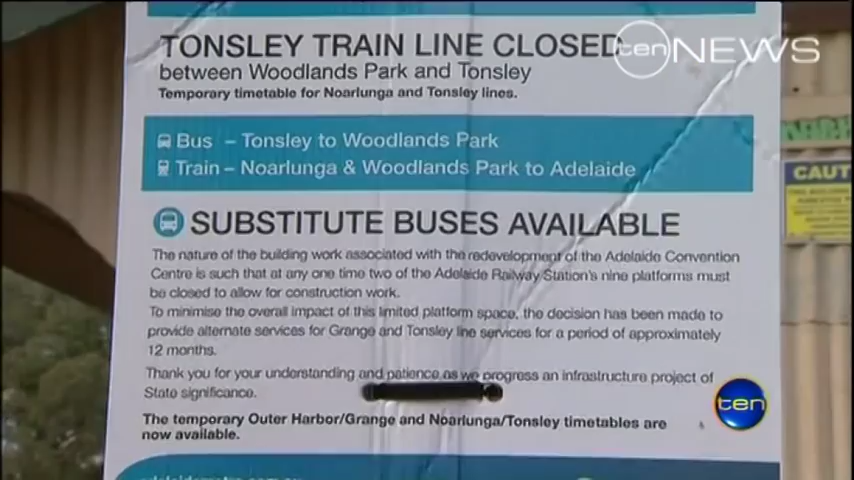 TONSLEY TRAIN LINE CLOSED
ten NEWS
between Woodlands Park and Tonsley
Temporary timetable for Noarlunga and Tonsley lines.
Bus – Tonsley to Woodlands Park
Train – Noarlunga & Woodlands Park to Adelaide
CAUT
SUBSTITUTE BUSES AVAILABLE
The nature of the building work associated with the redevelopment of the Adelaide Convention
Centre is such that at any one time two of the Adelaide Railway Station's nine platforms must
be closed to allow for construction work.
To minimise the overall impact of this limited platform space, the decision has been made to
provide alternate services for Grange and Tonsley line services for a period of approximately
12 months.
Thank you for your understanding and patience as we progress an infrastructure project of
State significance.
ten
The temporary Outer Harbor/Grange and Noarlunga/Tonsley timetables are
now available.